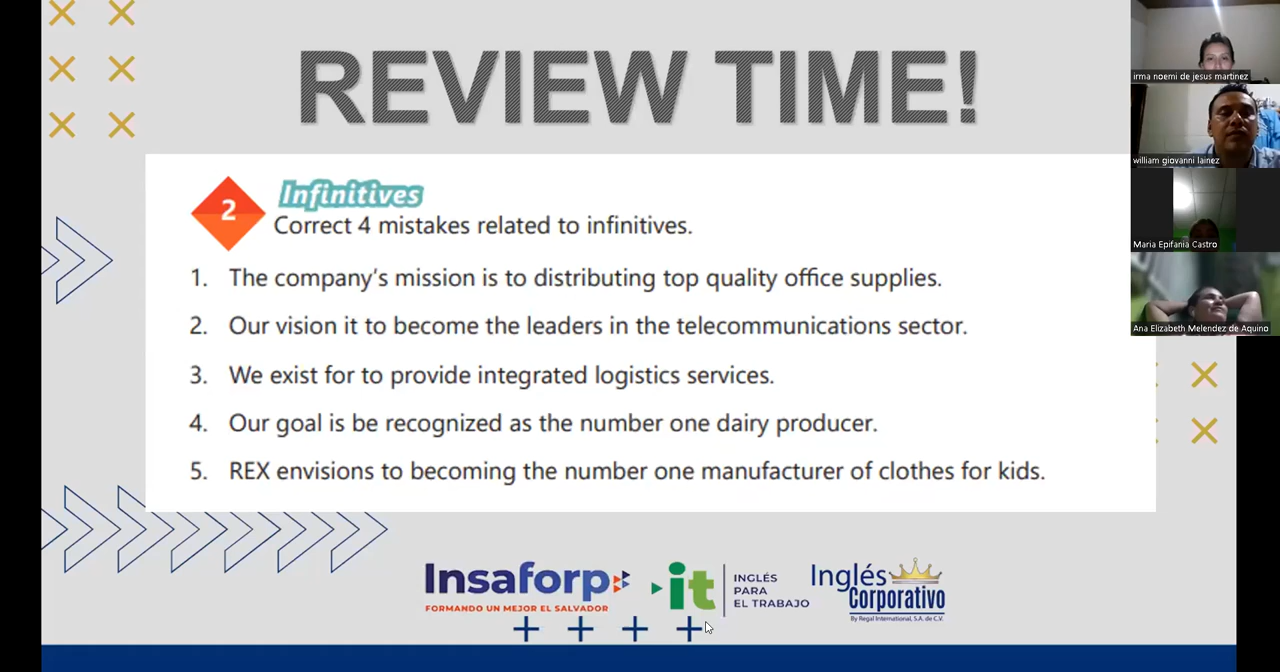 REVIEW TIME!
2
Infinitives
Correct 4 mistakes related to infinitives.
1. The company's mission is to distributing top quality office supplies.
2. Our vision it to become the leaders in the telecommunications sector.
3. We exist for to provide integrated logistics services.
4. Our goal is be recognized as the number one dairy producer.
5. REX envisions to becoming the number one manufacturer of clothes for kids.
irma noemi de jesus martinez
william giovanni lainez
Maria Epifania Castro
Ana Elizabeth Melendez de Aquino
Insaforp
FORMANDO UN MEJOR EL SALVADOR
it
INGLÉS
PARA
EL TRABAJO
Inglés
Corporativo
By Regal International, S.A. de C.V.